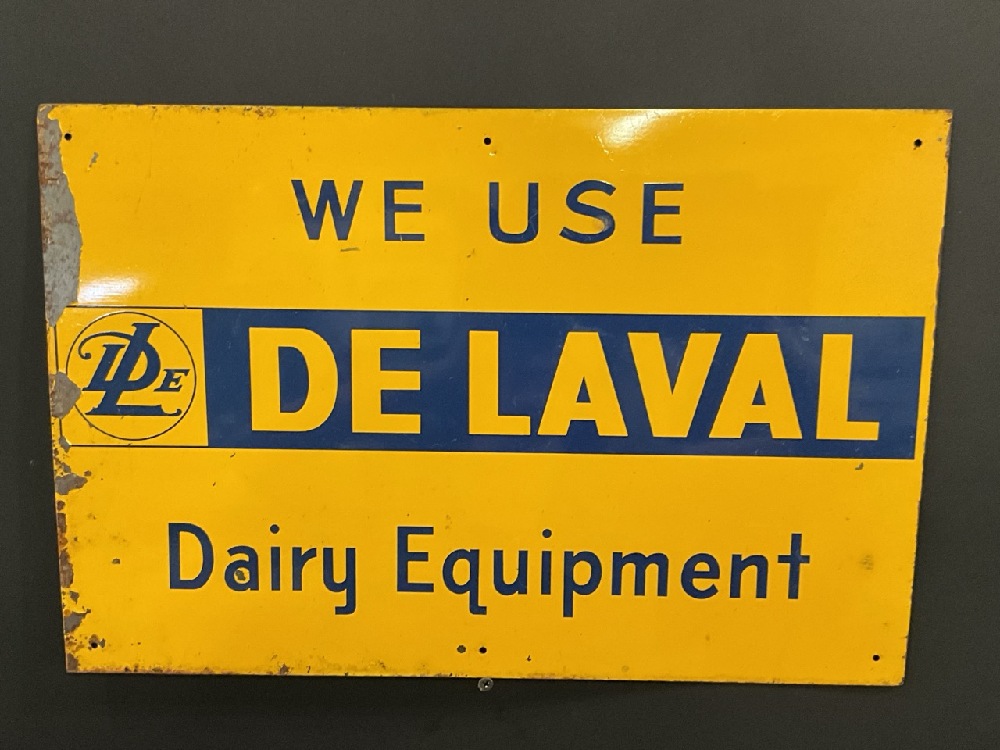 WE USE
DLE DE LAVAL
Dairy Equipment